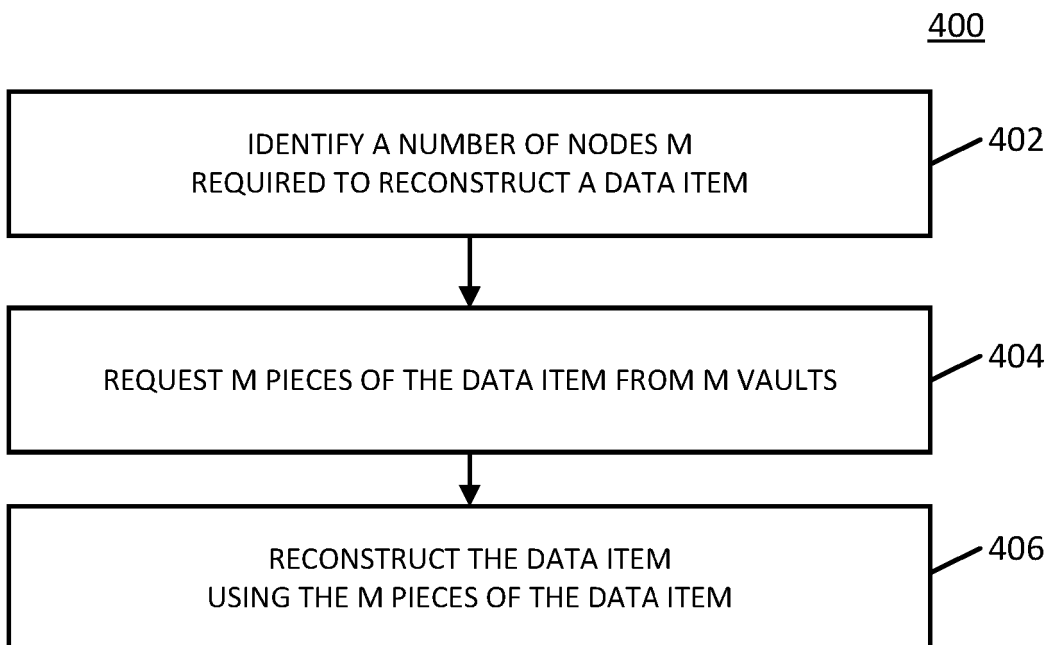 400
IDENTIFY A NUMBER OF NODES M
REQUIRED TO RECONSTRUCT A DATA ITEM
402
REQUEST M PIECES OF THE DATA ITEM FROM M VAULTS
404
RECONSTRUCT THE DATA ITEM
USING THE M PIECES OF THE DATA ITEM
406